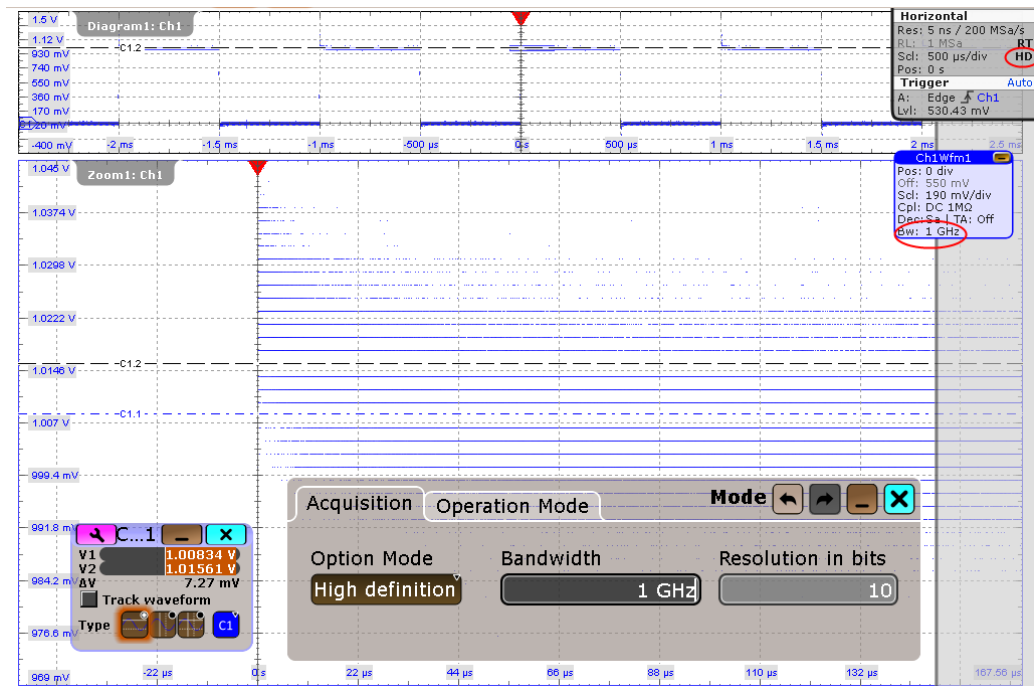 1.5 V
Diagram1: Ch1
1.12 V
C1.2
930 mV
740 mV
550 mV
360 mV
170 mV
-400 mV
-2 ms
-1.5 ms
-1 ms
-500 µs
0 s
500 µs
1 ms
1.5 ms
2 ms
2.5 ms
Horizontal
Res: 5 ns / 200 MSa/s
RL: 1 MSa RT
Scl: 500 µs/div HD
Pos: 0 s
Trigger Auto
A: Edge Ch1
Lvl: 530.43 mV
Ch1Wfm1
Pos: 0 div
Off: 550 mV
Scl: 190 mV/div
Cpl: DC 1MΩ
Dec: Sa | TA: Off
Bw: 1 GHz
1.045 V
Zoom1: Ch1
1.0374 V
1.0298 V
1.0222 V
C1.2
1.0146 V
C1.1
1.007 V
999.4 mV
991.8 mV
984.2 mV
976.6 mV
969 mV
-22 µs
0 s
22 µs
44 µs
66 µs
88 µs
110 µs
132 µs
167.56 µs
C...1
V1 1.00834 V
V2 1.01561 V
ΔV 7.27 mV
Track waveform
Type C1
Acquisition
Operation Mode
Mode
Option Mode
Bandwidth
Resolution in bits
High definition
1 GHz
10